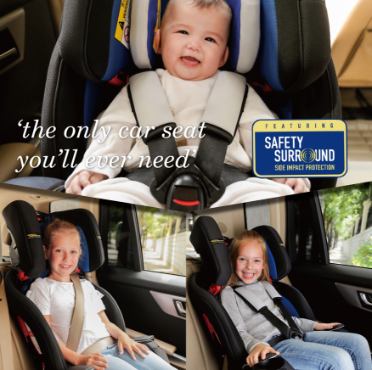 'the only car seat
you'll ever need'
FEATURING
SAFETY
SURROUND
SIDE IMPACT PROTECTION